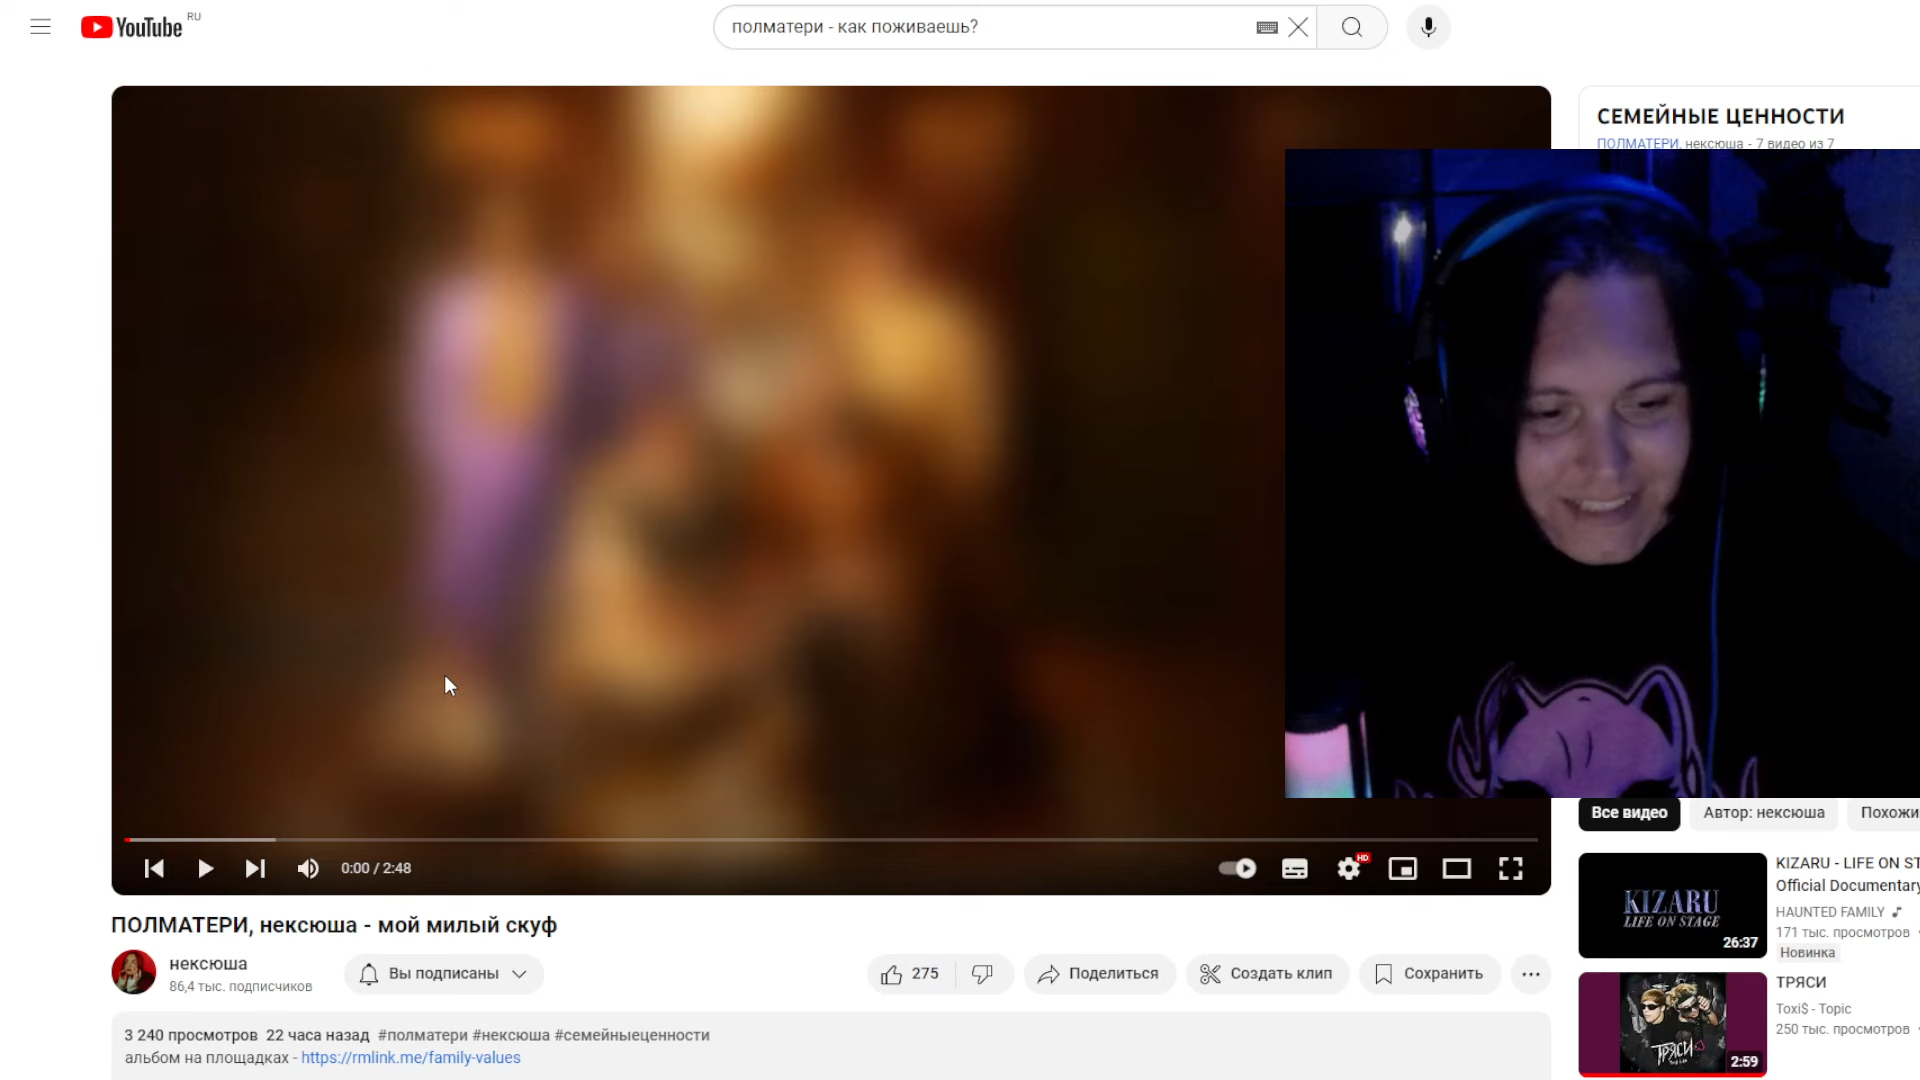 YouTube RU
полматери - как поживаешь?
СЕМЕЙНЫЕ ЦЕННОСТИ
ПОЛМАТЕРИ, нексюша - 7 видео из 7
HD
0:00 / 2:48
ПОЛМАТЕРИ, нексюша - мой милый скуф
нексюша
86,4 тыс. подписчиков
Вы подписаны
275
Поделиться
Создать клип
Сохранить
3 240 просмотров 22 часа назад #полматери #нексюша #семейныеценности
альбом на площадках - https://rmlink.me/family-values
Все видео
Автор: нексюша
Похожи
KIZARU
LIFE ON STAGE
26:37
KIZARU - LIFE ON ST
Official Documentary
HAUNTED FAMILY
171 тыс. просмотров
Новинка
ТРЯСИ
2:59
ТРЯСИ
Toxi$ - Topic
250 тыс. просмотров